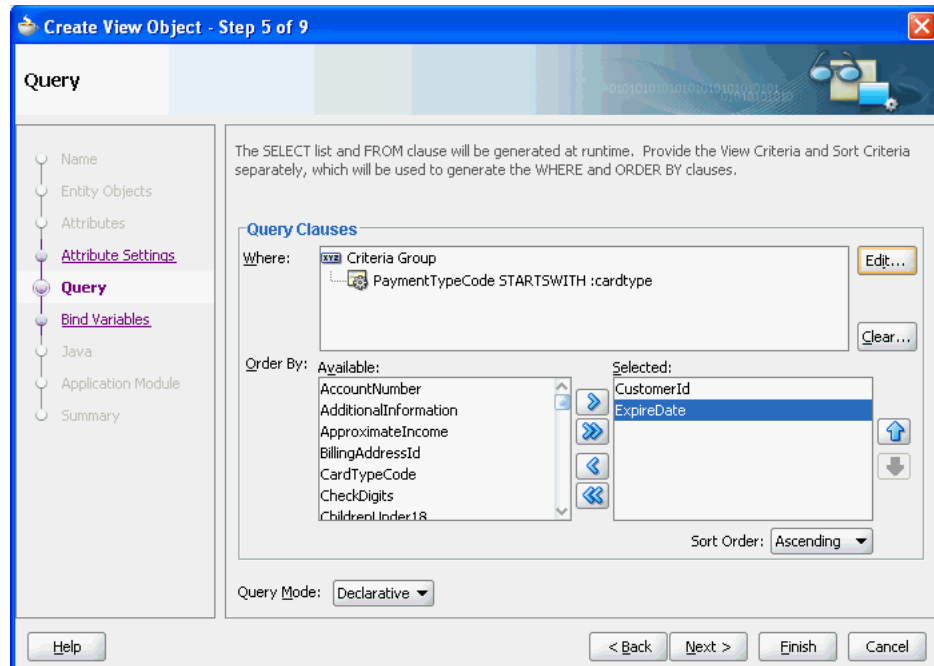 Create View Object - Step 5 of 9
Query
Name
Entity Objects
Attributes
Attribute Settings
Query
Bind Variables
Java
Application Module
Summary
The SELECT list and FROM clause will be generated at runtime. Provide the View Criteria and Sort Criteria
separately, which will be used to generate the WHERE and ORDER BY clauses.
Query Clauses
Where:
XYZ Criteria Group
PaymentTypeCode STARTSWITH :cardtype
Edit...
Clear...
Order By:
Available:
AccountNumber
AdditionalInformation
ApproximateIncome
BillingAddressId
CardTypeCode
CheckDigits
ChildrenUnder18
Selected:
CustomerId
ExpireDate
Sort Order: Ascending
Query Mode: Declarative
Help
< Back
Next >
Finish
Cancel